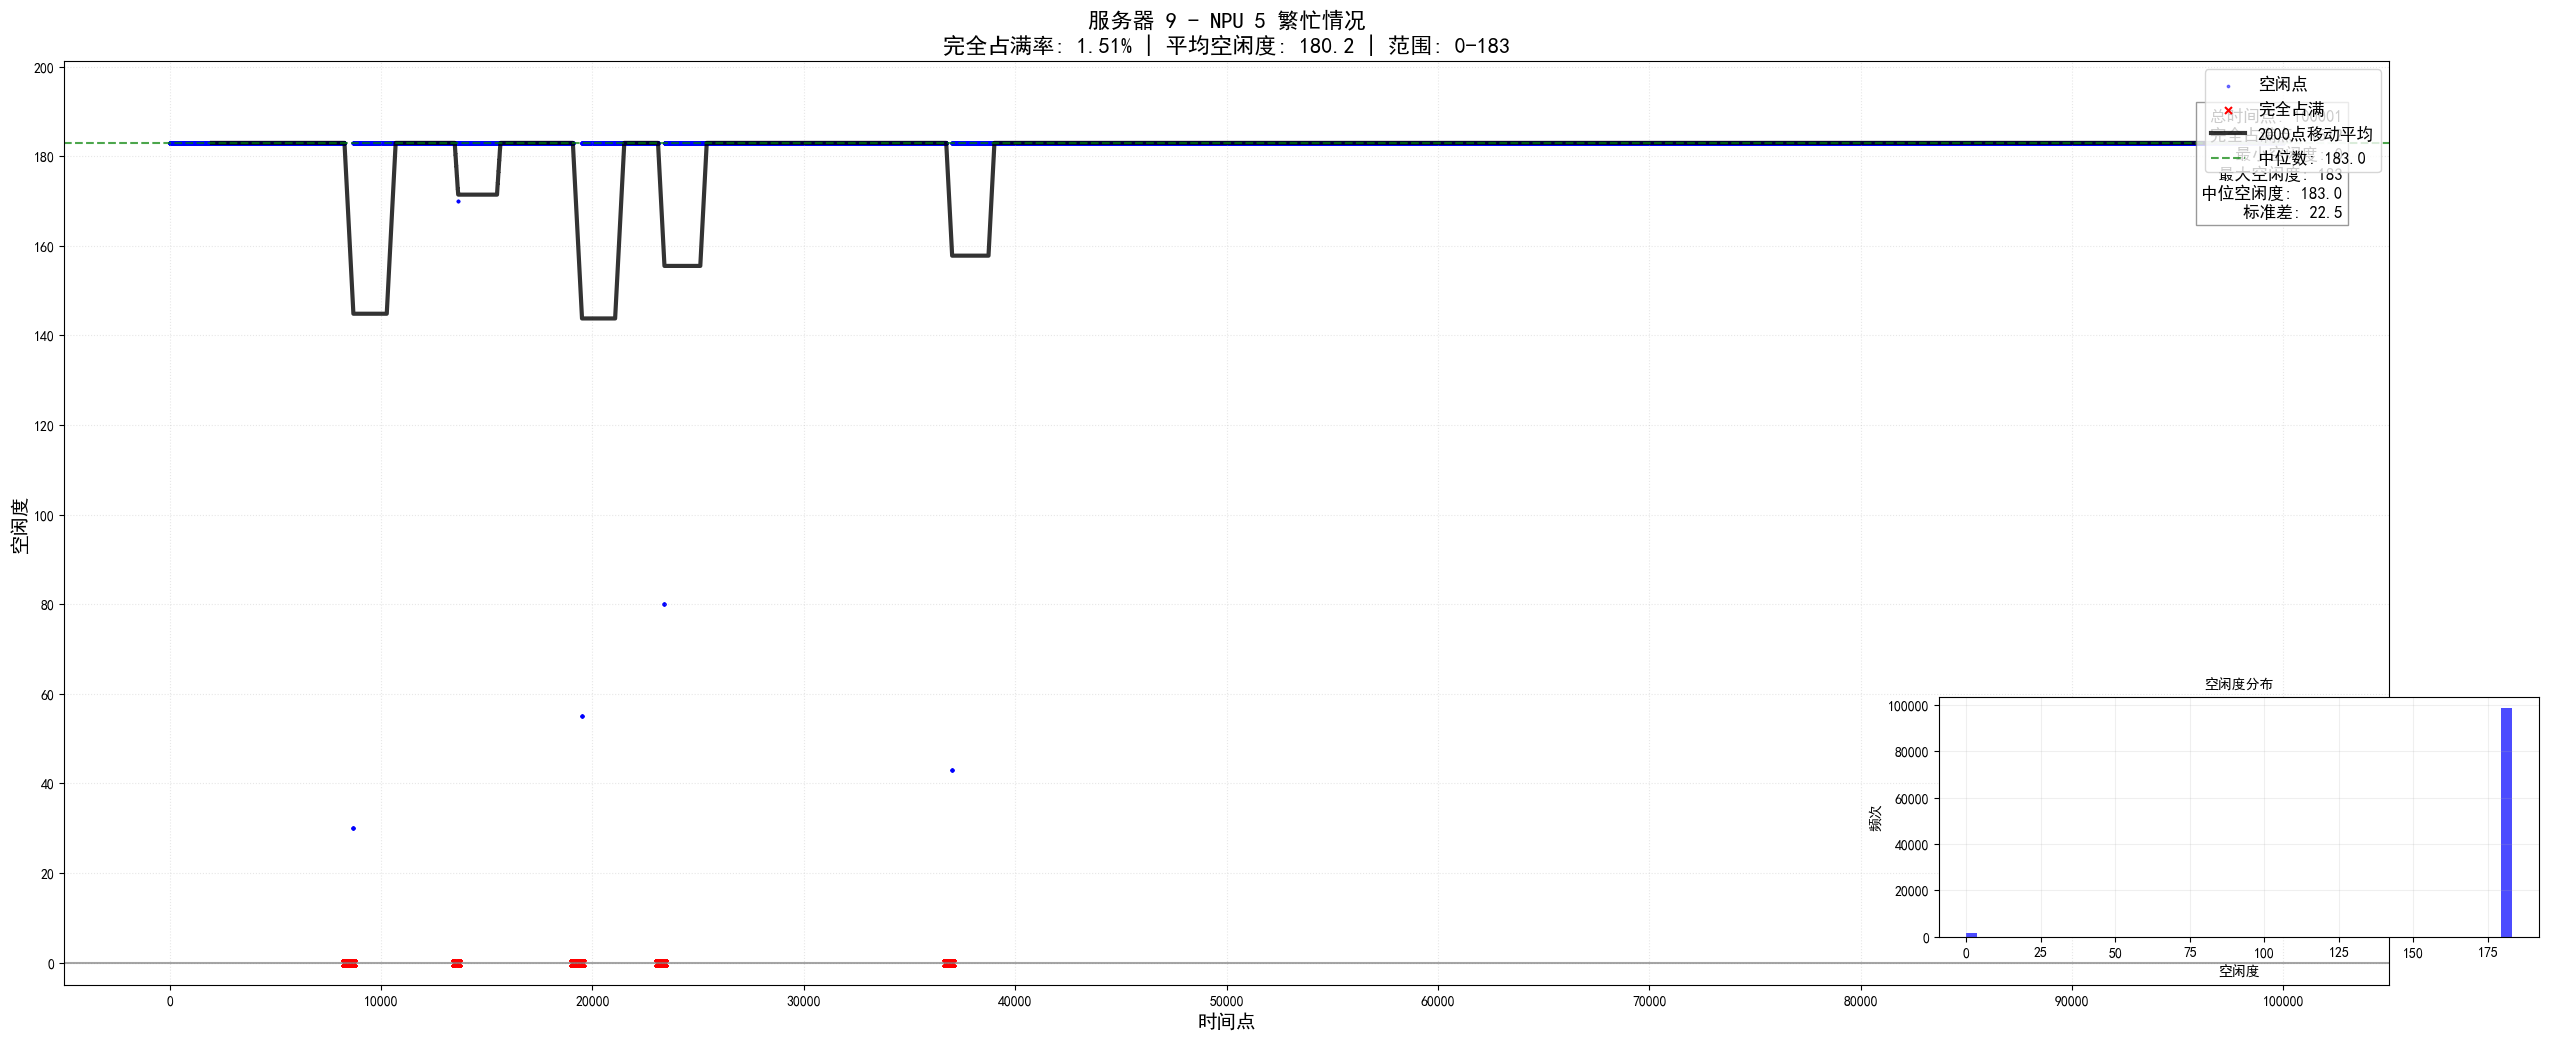 服务器 9 - NPU 5 繁忙情况
完全占满率: 1.51% | 平均空闲度: 180.2 | 范围: 0-183
空闲度
200
180
160
140
120
100
80
60
40
20
0
0 10000 20000 30000 40000 50000 60000 70000 80000 90000 100000
时间点
空闲点
完全占满
2000点移动平均
中位数: 183.0
总时间点: 100001
最大空闲度: 183
中位空闲度: 183.0
标准差: 22.5
空闲度分布
频次
100000
80000
60000
40000
20000
0
0 25 50 75 100 125 150 175
空闲度